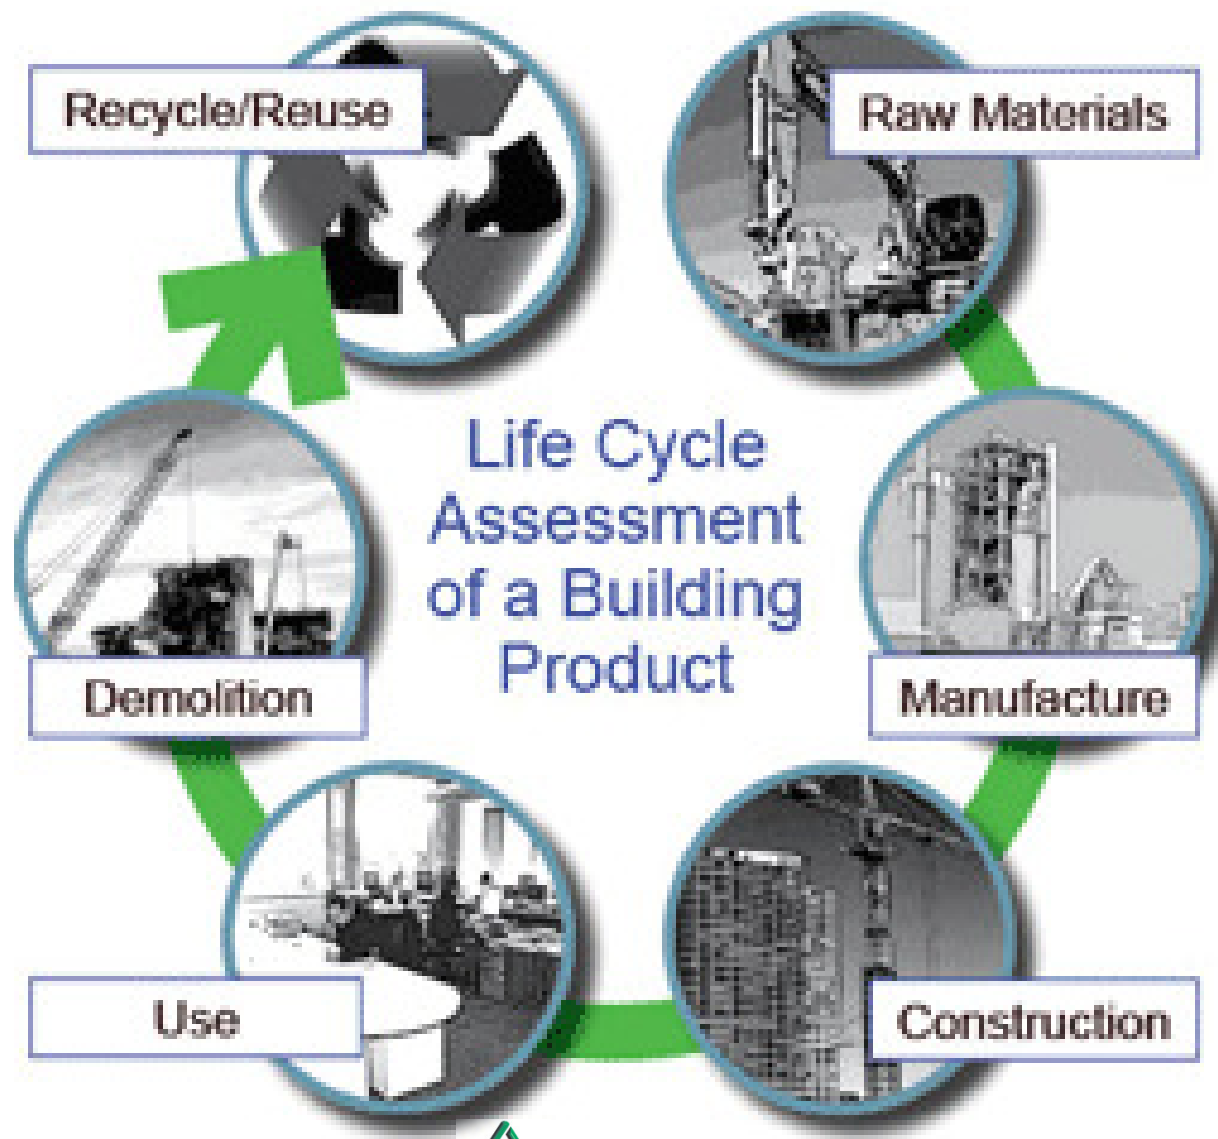 Recycle/Reuse
Raw Materials
Life Cycle
Assessment
of a Building
Product
Demolition
Manufacture
Use
Construction